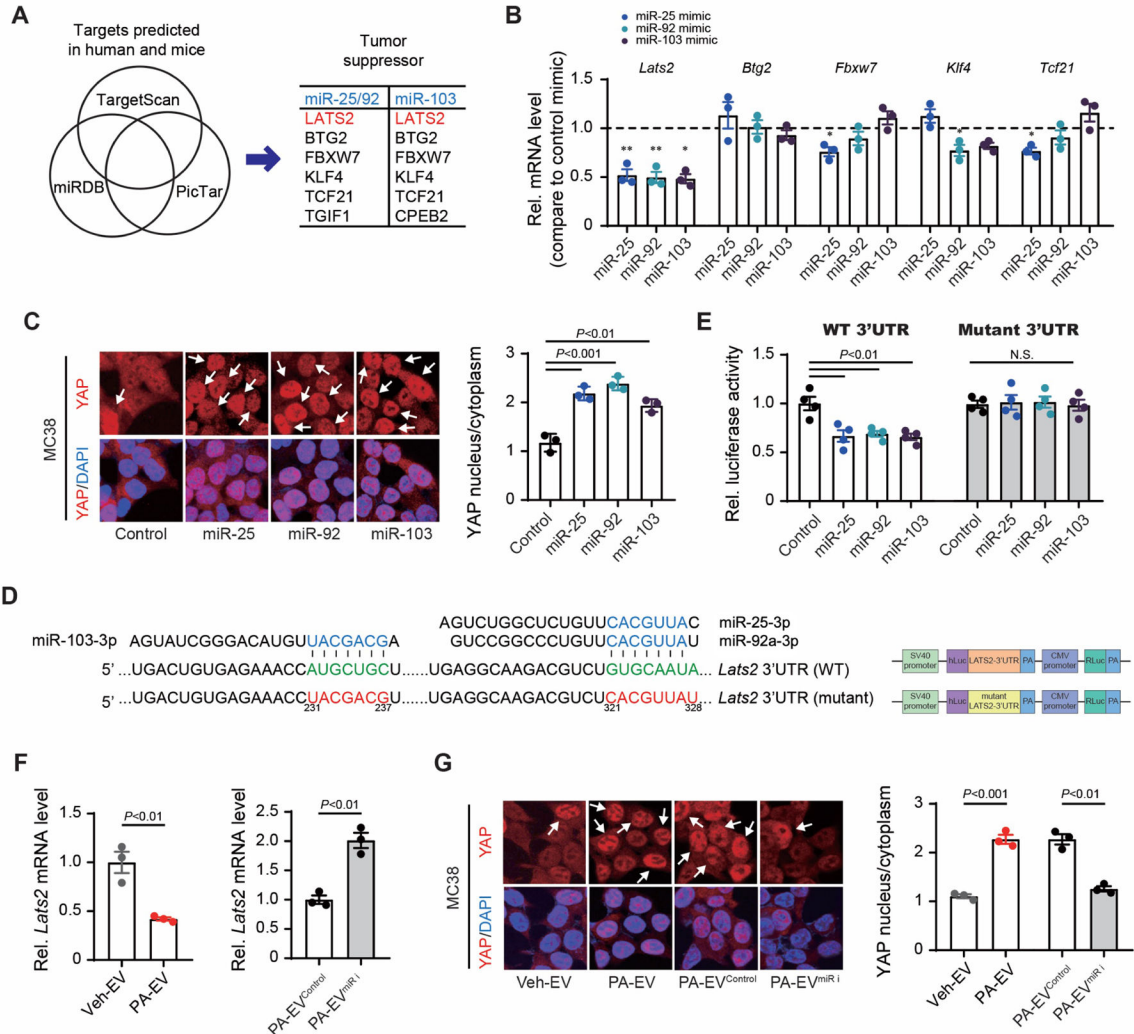 A
Targets predicted
in human and mice
TargetScan
miRDB
PicTar
Tumor
suppressor
miR-25/92 miR-103
LATS2 LATS2
BTG2 BTG2
FBXW7 FBXW7
KLF4 KLF4
TCF21 TCF21
TGIF1 CPEB2
B
miR-25 mimic
miR-92 mimic
miR-103 mimic
Lats2 Btg2 Fbxw7 Klf4 Tcf21
Rel. mRNA level
(compare to control mimic)
1.5
1.0
0.5
0
** ** * * * *
miR-25 miR-92 miR-103 miR-25 miR-92 miR-103 miR-25 miR-92 miR-103 miR-25 miR-92 miR-103 miR-25 miR-92 miR-103
C
MC38
YAP
YAP/DAPI
Control miR-25 miR-92 miR-103
YAP nucleus/cytoplasm
3
2
1
0
P<0.01
P<0.001
Control miR-25 miR-92 miR-103
E
WT 3'UTR Mutant 3'UTR
Rel. luciferase activity
1.5
1.0
0.5
0
P<0.01
N.S.
Control miR-25 miR-92 miR-103 Control miR-25 miR-92 miR-103
D
AGUCUGGCUCUGUUCACGUUAC miR-25-3p
miR-103-3p AGUAUCGGGACAUGUUACGACGA GUCCGGCCCUGUUCACGUUAU miR-92a-3p
5' ...UGACUGUGAGAAACCAUGCUGCU......UGAGGCAAGACGUCUGUGCAAUA... Lats2 3'UTR (WT)
5' ...UGACUGUGAGAAACCUACGACGU......UGAGGCAAGACGUCUCACGUUAU... Lats2 3'UTR (mutant)
231 237 321 328
SV40 promoter hLuc LATS2-3'UTR PA CMV promoter RLuc PA
SV40 promoter hLuc mutant LATS2-3'UTR PA CMV promoter RLuc PA
F
Rel. Lats2 mRNA level
1.5
1.0
0.5
0
P<0.01
Veh-EV PA-EV
Rel. Lats2 mRNA level
2.5
2.0
1.5
1.0
0.5
0
P<0.01
PA-EVControl PA-EVmiR i
G
MC38
YAP
YAP/DAPI
Veh-EV PA-EV PA-EVControl PA-EVmiR i
YAP nucleus/cytoplasm
3
2
1
0
P<0.001 P<0.01
Veh-EV PA-EV PA-EVControl PA-EVmiR i